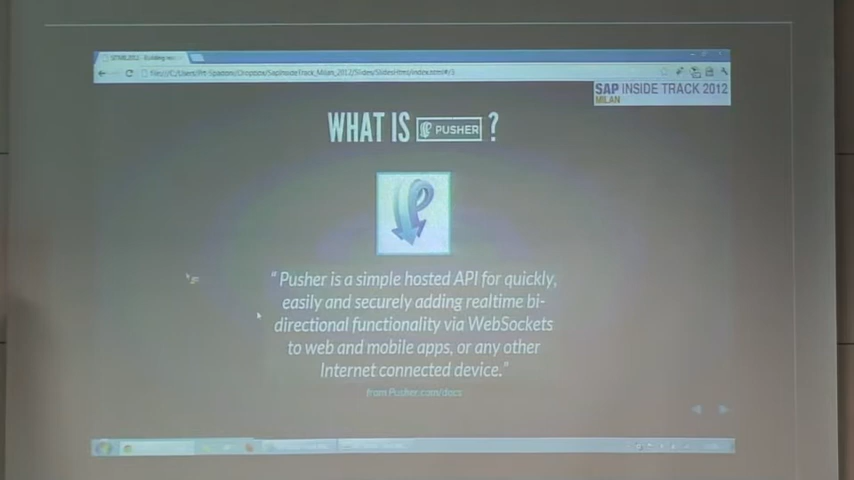 SAP INSIDE TRACK 2012
MILAN
WHAT IS PUSHER ?
“ Pusher is a simple hosted API for quickly,
easily and securely adding realtime bi-
directional functionality via WebSockets
to web and mobile apps, or any other
Internet connected device.”
from Pusher.com/docs